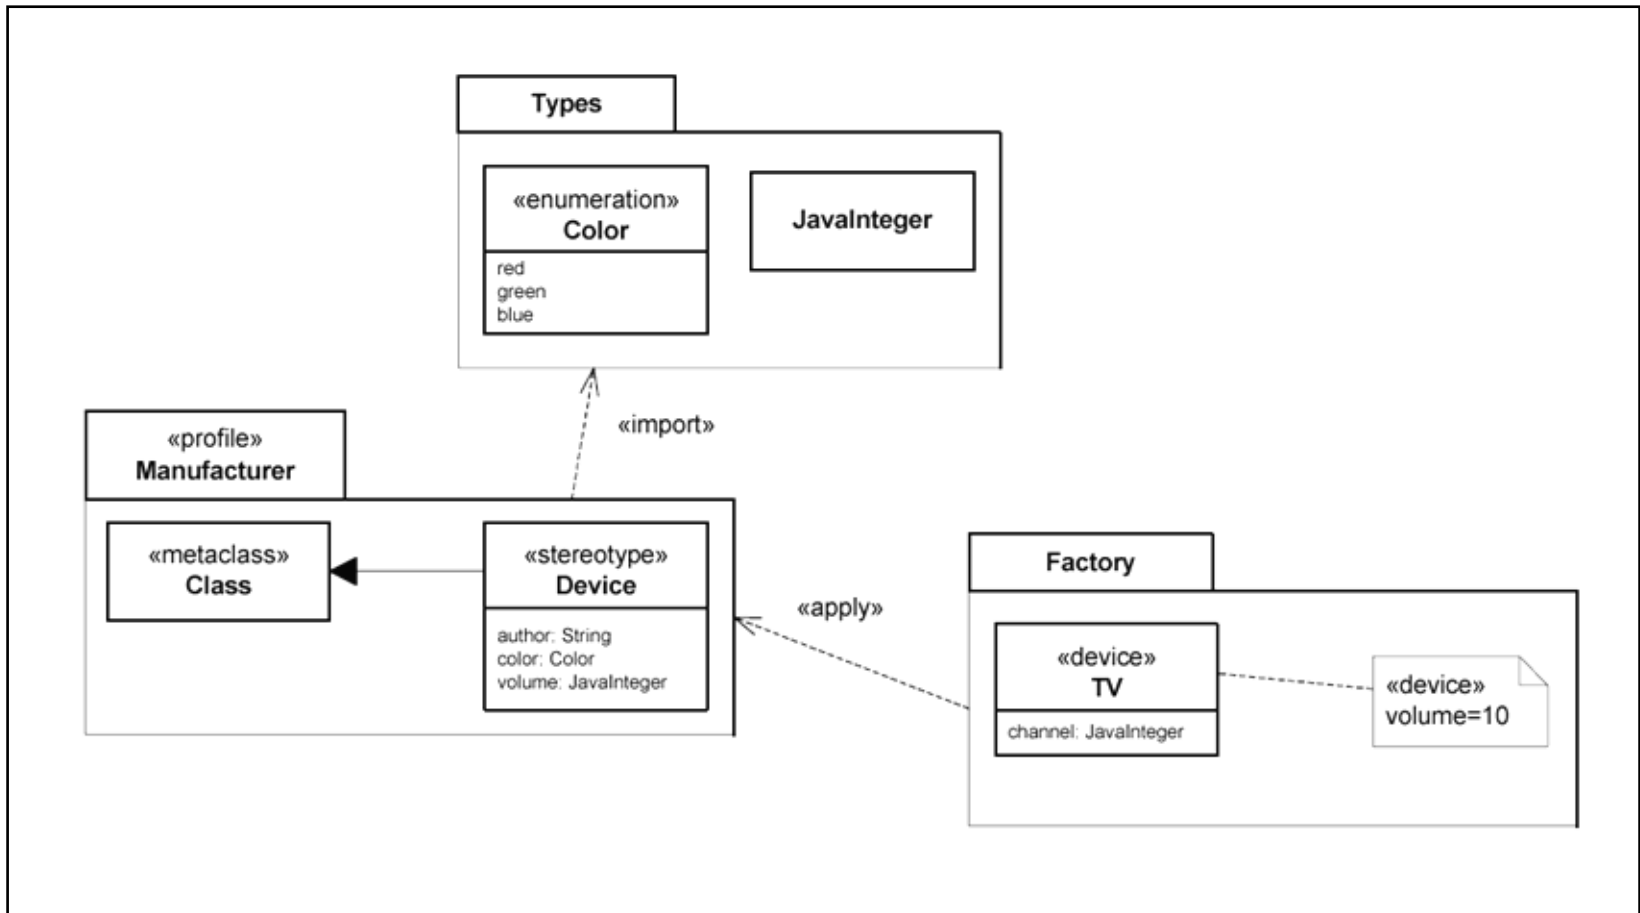 Types
«enumeration»
Color
red
green
blue
JavaInteger
«import»
«profile»
Manufacturer
«metaclass»
Class
«stereotype»
Device
author: String
color: Color
volume: JavaInteger
«apply»
Factory
«device»
TV
channel: JavaInteger
«device»
volume=10